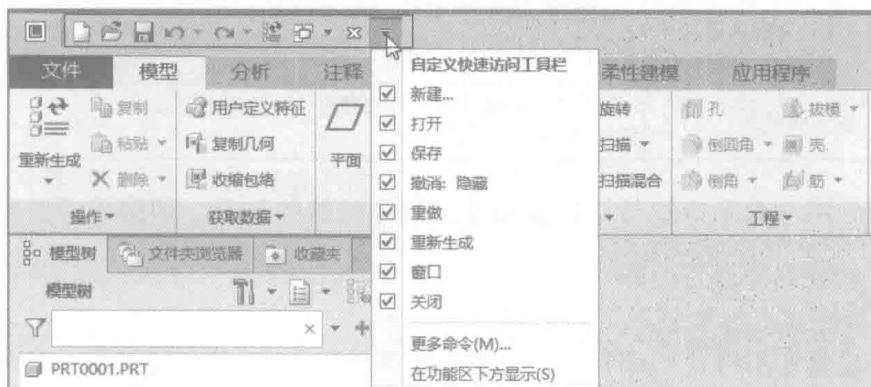 自定义快速访问工具栏
文件 模型 分析 注释 柔性建模 应用程序
新建...
打开
保存
撤消: 隐藏
重做
重新生成
窗口
关闭
更多命令(M)...
在功能区下方显示(S)
重新生成
复制
粘贴
删除
操作
用户定义特征
复制几何
收缩包络
获取数据
平面
旋转
扫描
扫描混合
孔
倒圆角
倒角
拔模
壳
筋
工程
模型树 文件夹浏览器 收藏夹
模型树
PRT0001.PRT